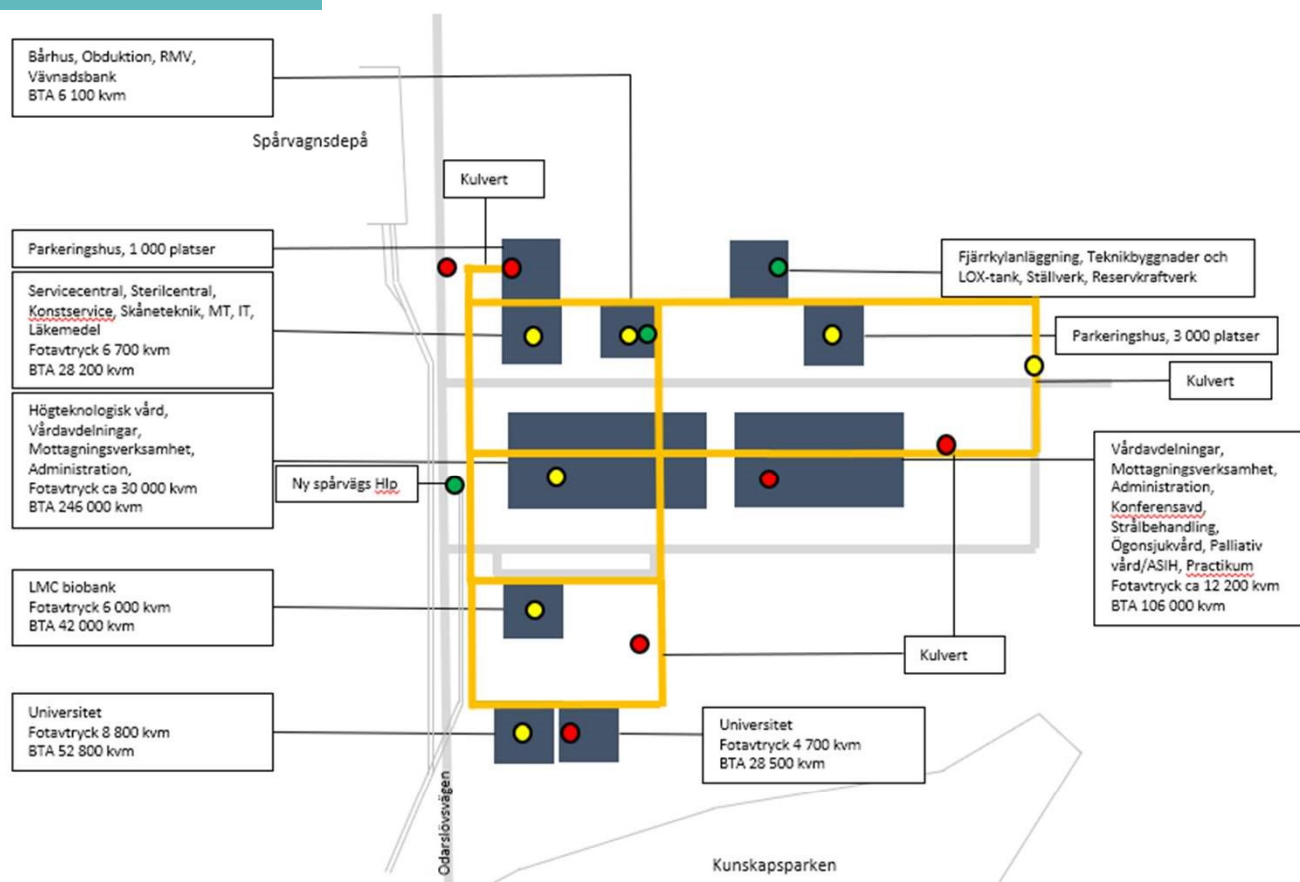 Bårhus, Obduktion, RMV,
Vävnadsbank
BTA 6 100 kvm
Spårvagnsdepå
Kulvert
Parkeringshus, 1 000 platser
Servicecentral, Sterilcentral,
Konstservice, Skåneteknik, MT, IT,
Läkemedel
Fotavtryck 6 700 kvm
BTA 28 200 kvm
Fjärrkylanläggning, Teknikbyggnader och
LOX-tank, Ställverk, Reservkraftverk
Parkeringshus, 3 000 platser
Kulvert
Högteknologisk vård,
Vårdavdelningar,
Mottagningsverksamhet,
Administration,
Fotavtryck ca 30 000 kvm
BTA 246 000 kvm
Ny spårvägs Hlp
Vårdavdelningar,
Mottagningsverksamhet,
Administration,
Konferensavd,
Strålbehandling,
Ögonsjukvård, Palliativ
vård/ASIH, Practikum
Fotavtryck ca 12 200 kvm
BTA 106 000 kvm
LMC biobank
Fotavtryck 6 000 kvm
BTA 42 000 kvm
Kulvert
Universitet
Fotavtryck 8 800 kvm
BTA 52 800 kvm
Universitet
Fotavtryck 4 700 kvm
BTA 28 500 kvm
Odarslövsvägen
Kunskapsparken